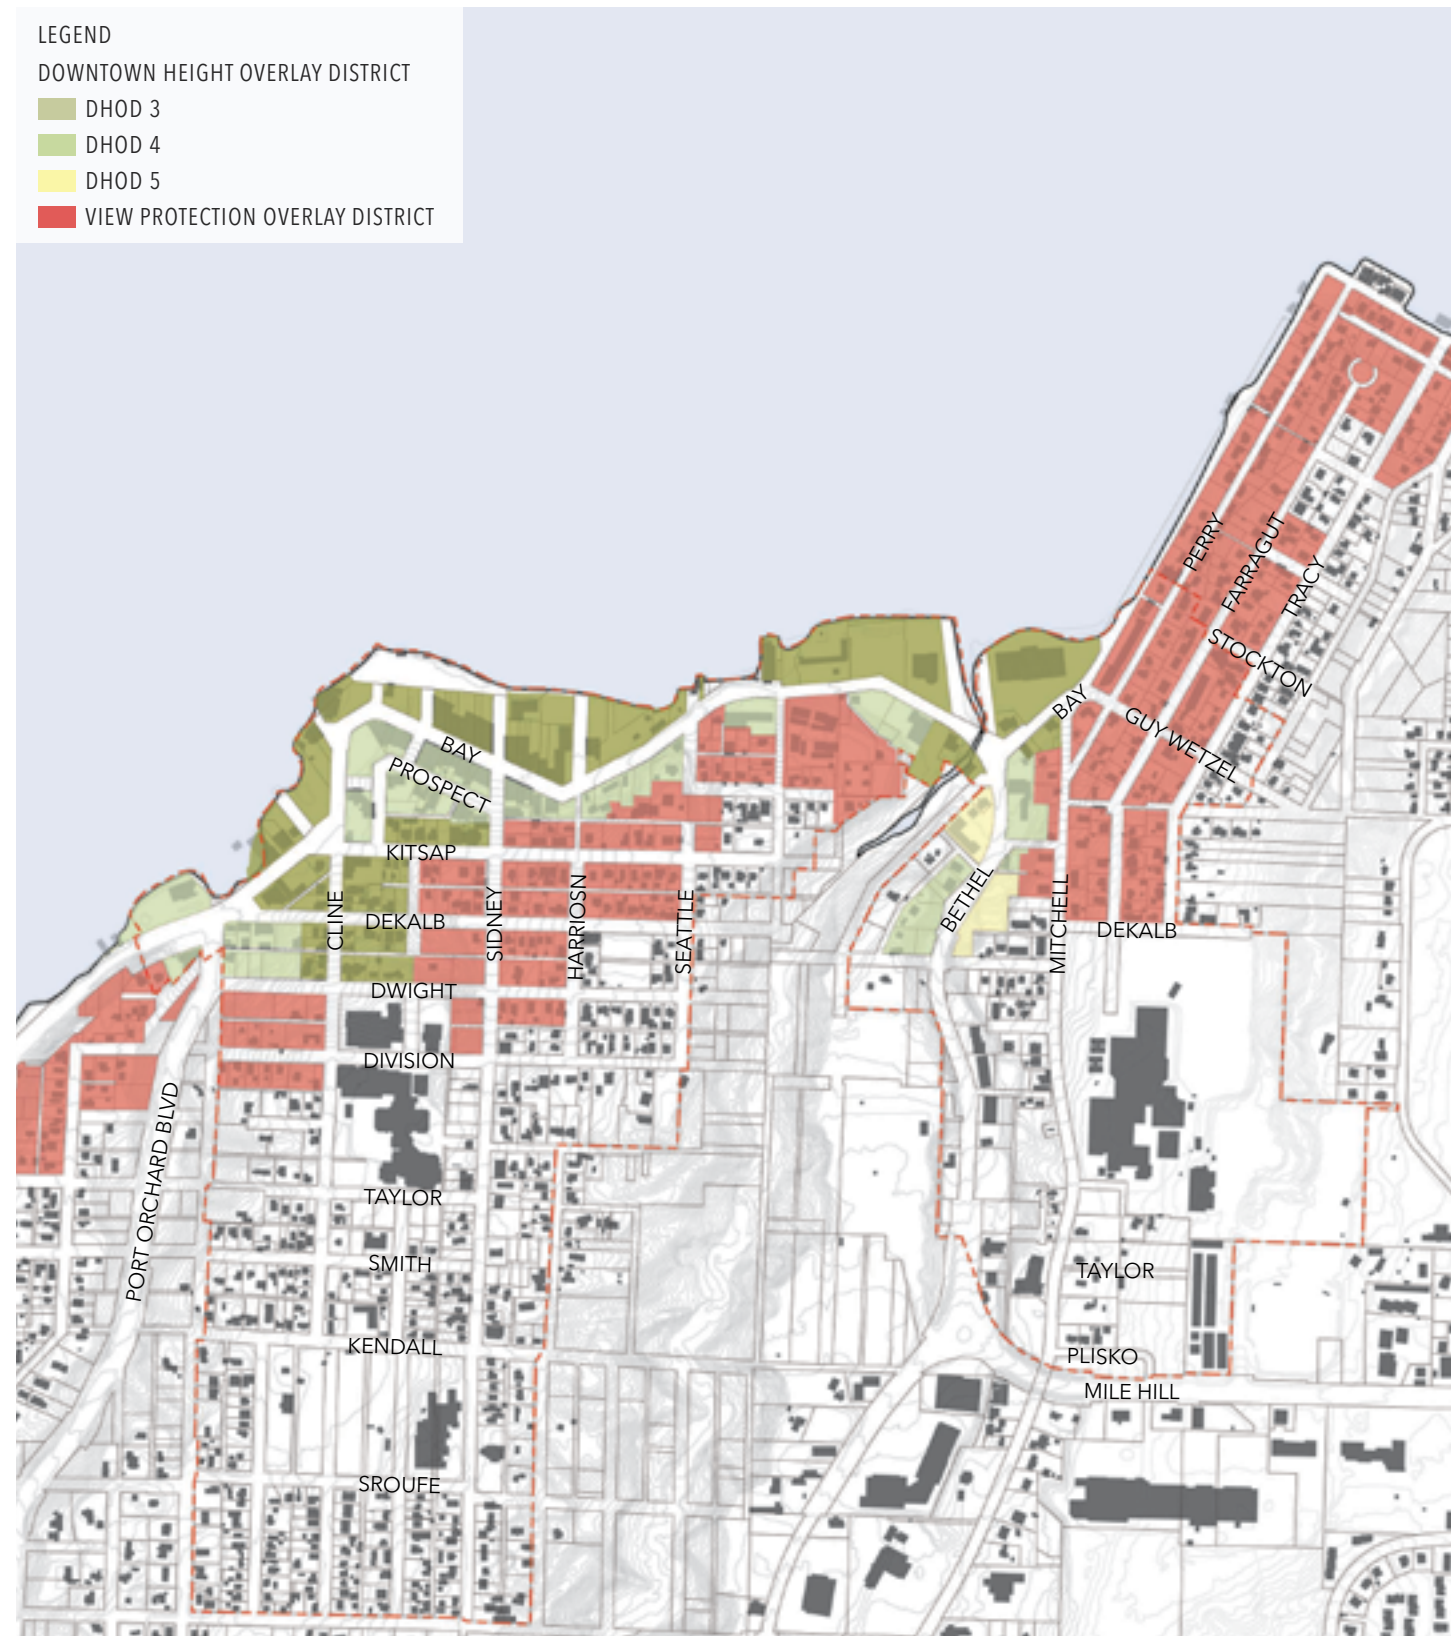 LEGEND
DOWNTOWN HEIGHT OVERLAY DISTRICT
DHOD 3
DHOD 4
DHOD 5
VIEW PROTECTION OVERLAY DISTRICT
PERRY
FARRAGUT
TRACY
STOCKTON
BAY
GUY WETZEL
BAY
PROSPECT
KITSAP
CLINE
DEKALB
SIDNEY
HARRIOSN
SEATTLE
BETHEL
MITCHELL
DEKALB
DWIGHT
DIVISION
PORT ORCHARD BLVD
TAYLOR
SMITH
TAYLOR
KENDALL
PLISKO
MILE HILL
SROUFE